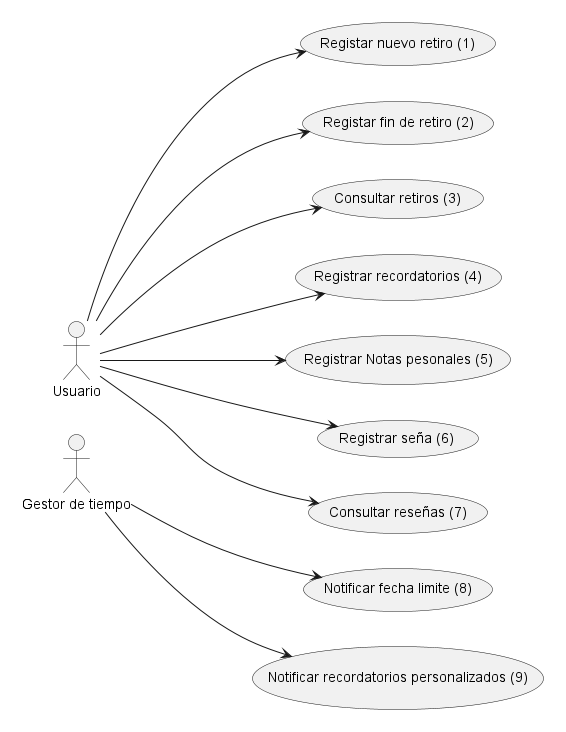 Registar nuevo retiro (1)
Registar fin de retiro (2)
Consultar retiros (3)
Registrar recordatorios (4)
Registrar Notas pesonales (5)
Usuario
Registrar seña (6)
Gestor de tiempo
Consultar reseñas (7)
Notificar fecha limite (8)
Notificar recordatorios personalizados (9)